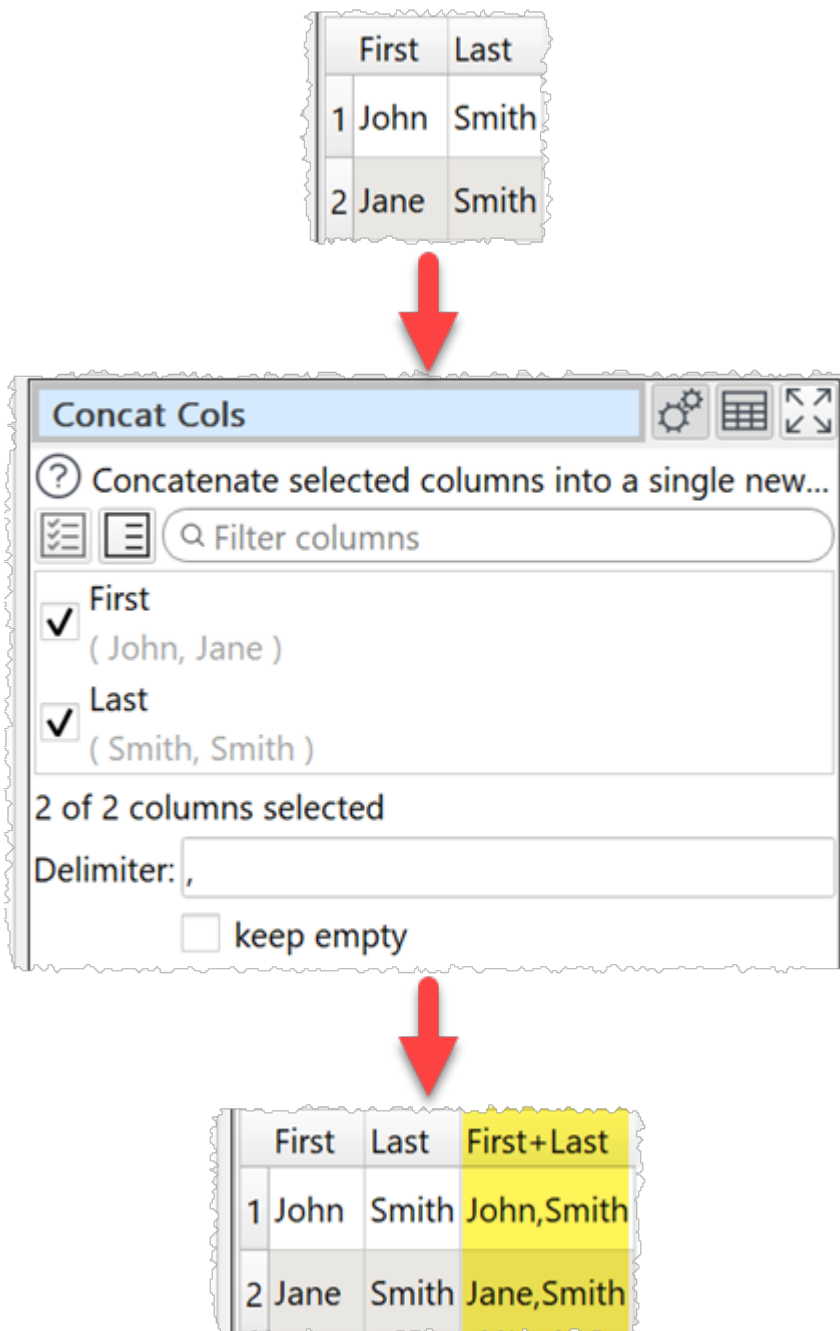 First Last
1 John Smith
2 Jane Smith
Concat Cols
? Concatenate selected columns into a single new...
Filter columns
First
( John, Jane )
Last
( Smith, Smith )
2 of 2 columns selected
Delimiter: ,
keep empty
First Last First+Last
1 John Smith John,Smith
2 Jane Smith Jane,Smith